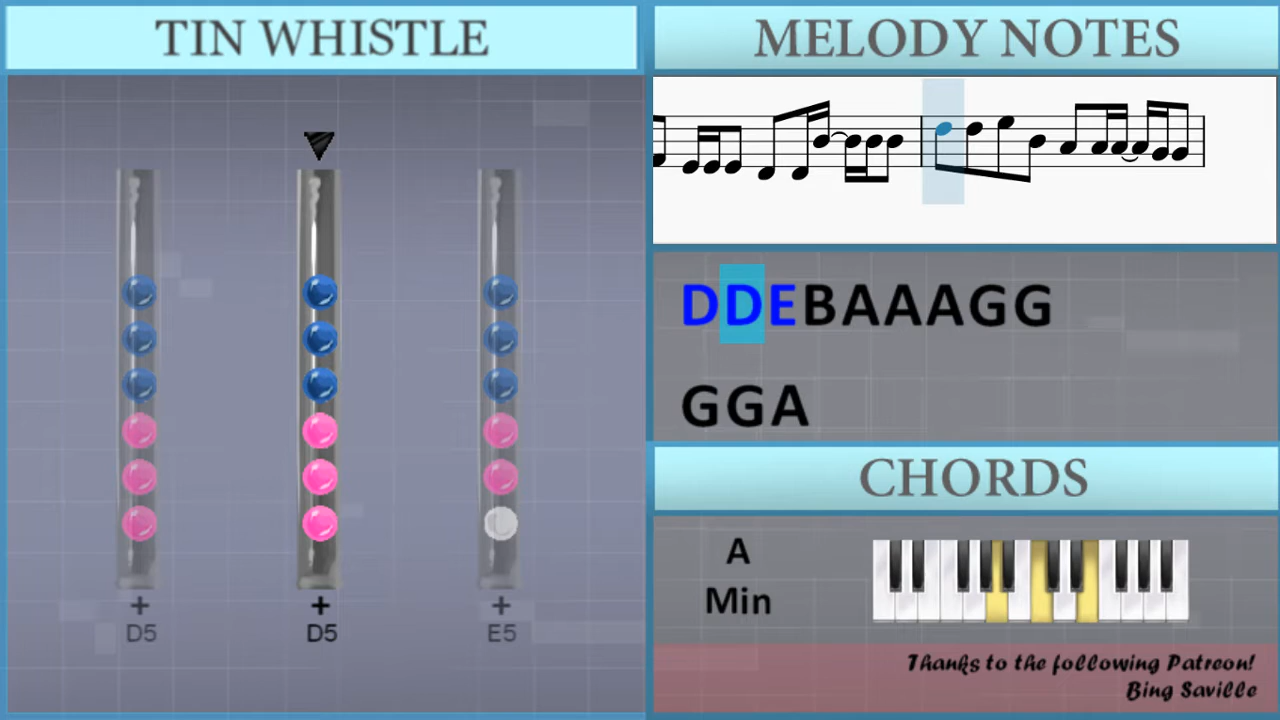 TIN WHISTLE
+ + +
D5 D5 E5
MELODY NOTES
DDEBAAAGG
GGA
CHORDS
A
Min
Thanks to the following Patreon!
Bing Saville